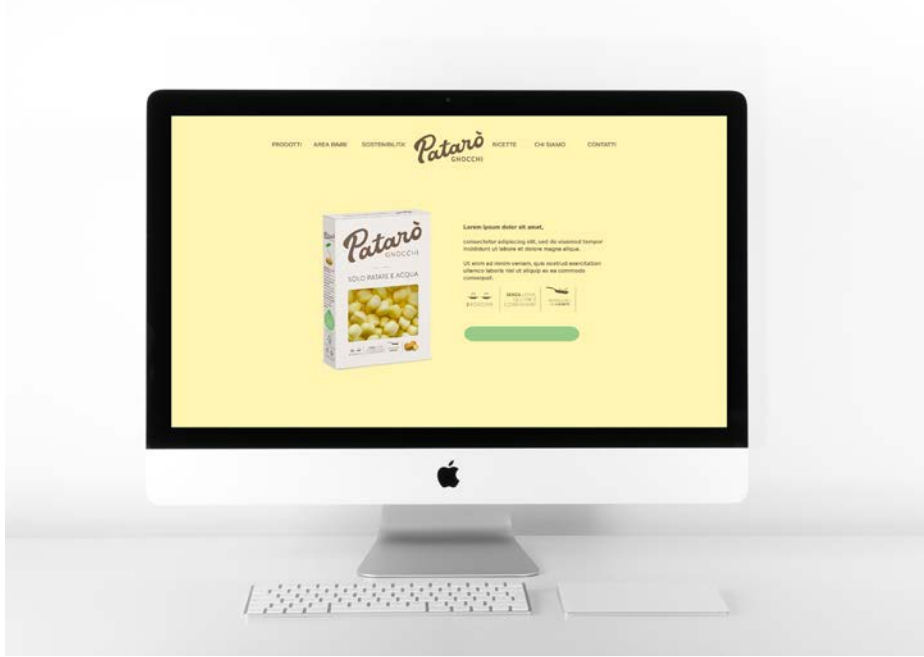 PRODOTTI AREA BIMBI SOSTENIBILITÀ Patarò RICETTE CHI SIAMO CONTATTI
GNOCCHI
Patarò
GNOCCHI
SOLO PATATE E ACQUA
Lorem ipsum dolor sit amet,
consectetur adipiscing elit, sed do eiusmod tempor
incididunt ut labore et dolore magna aliqua.
Ut enim ad minim veniam, quis nostrud exercitation
ullamco laboris nisi ut aliquip ex ea commodo
consequat.
SENZA